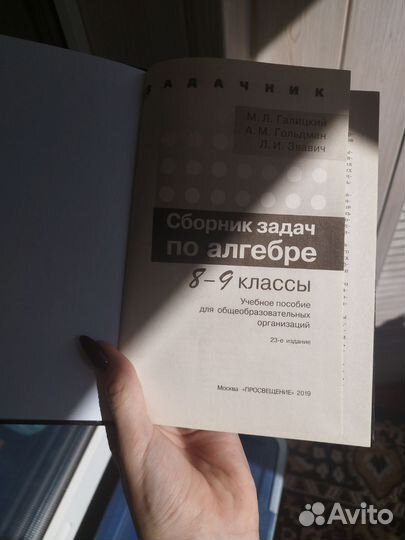 ЗАДАЧНИК
М. Л. Галицкий
А. М. Гольдман
Л. И. Звавич
Сборник задач
по алгебре
8–9 классы
Учебное пособие
для общеобразовательных
организаций
23-е издание
Москва «ПРОСВЕЩЕНИЕ» 2019
Avito